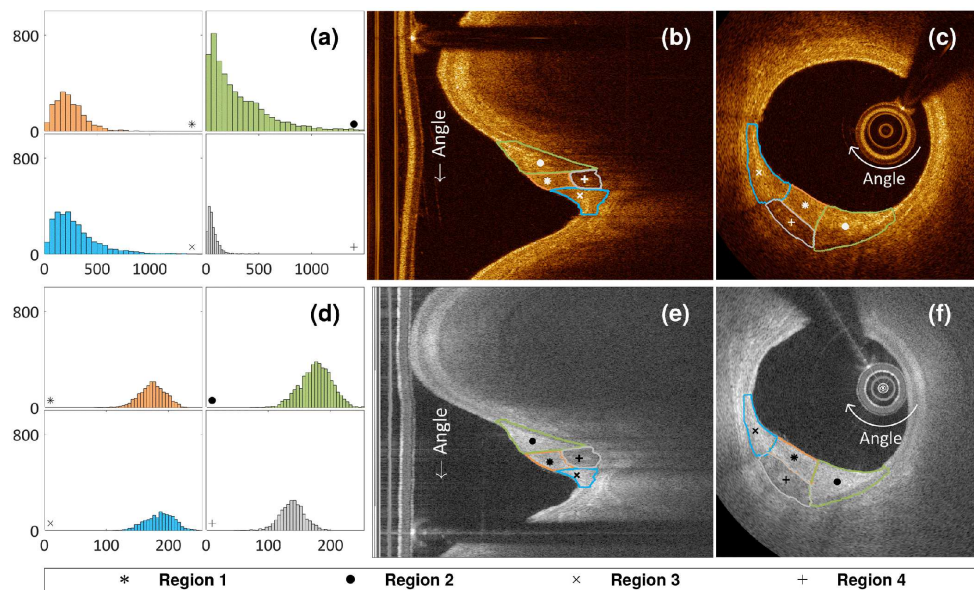 800
(a)
0
800
0
0 500 1000 0 500 1000
(b)
← Angle
(c)
Angle
800
(d)
0
800
0
0 100 200 0 100 200
(e)
← Angle
(f)
Angle
* Region 1 ● Region 2 × Region 3 + Region 4